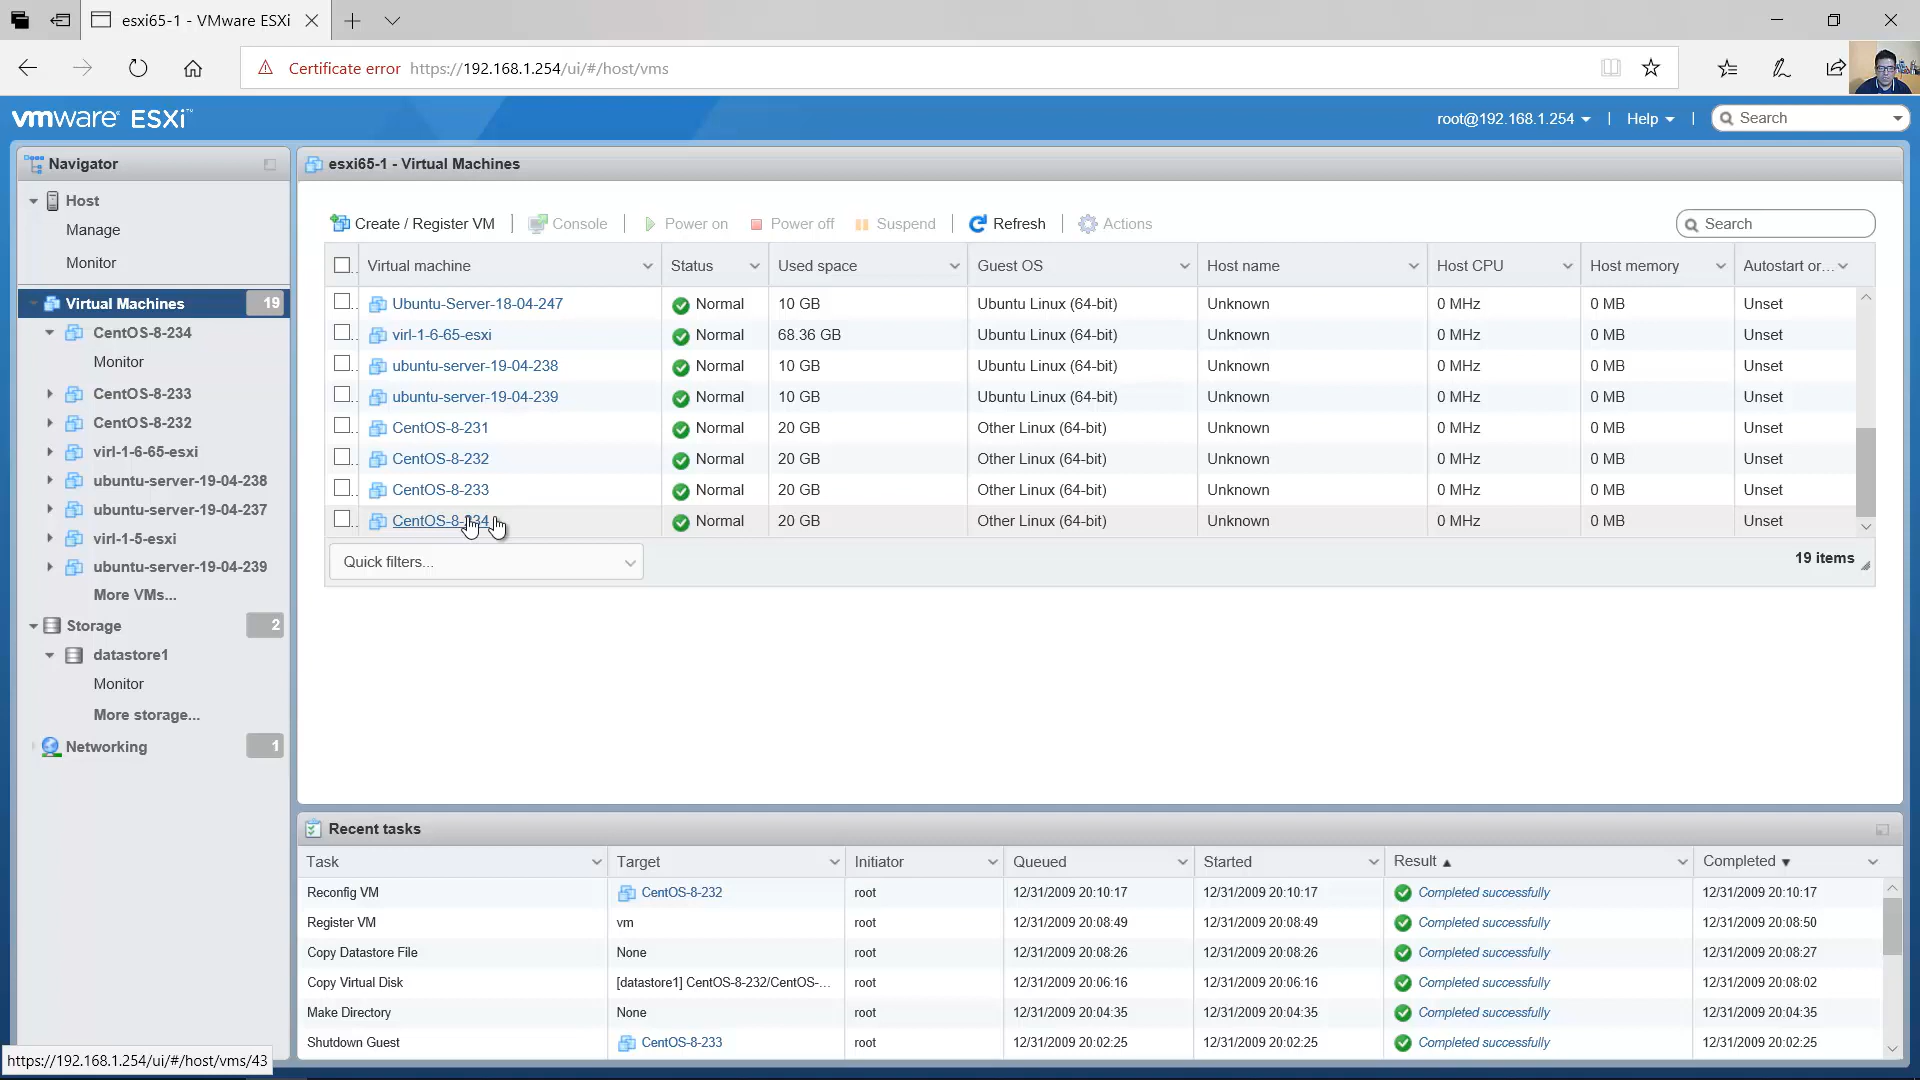 esxi65-1 - VMware ESXi
Certificate error https://192.168.1.254/ui/#/host/vms
vmware ESXi™
root@192.168.1.254 | Help | Search
Navigator
Host
Manage
Monitor
Virtual Machines 19
CentOS-8-234
Monitor
CentOS-8-233
CentOS-8-232
virl-1-6-65-esxi
ubuntu-server-19-04-238
ubuntu-server-19-04-237
virl-1-5-esxi
ubuntu-server-19-04-239
More VMs...
Storage 2
datastore1
Monitor
More storage...
Networking 1
esxi65-1 - Virtual Machines
Create / Register VM | Console | Power on Power off Suspend | Refresh | Actions Search
Virtual machine Status Used space Guest OS Host name Host CPU Host memory Autostart or...
Ubuntu-Server-18-04-247 Normal 10 GB Ubuntu Linux (64-bit) Unknown 0 MHz 0 MB Unset
virl-1-6-65-esxi Normal 68.36 GB Ubuntu Linux (64-bit) Unknown 0 MHz 0 MB Unset
ubuntu-server-19-04-238 Normal 10 GB Ubuntu Linux (64-bit) Unknown 0 MHz 0 MB Unset
ubuntu-server-19-04-239 Normal 10 GB Ubuntu Linux (64-bit) Unknown 0 MHz 0 MB Unset
CentOS-8-231 Normal 20 GB Other Linux (64-bit) Unknown 0 MHz 0 MB Unset
CentOS-8-232 Normal 20 GB Other Linux (64-bit) Unknown 0 MHz 0 MB Unset
CentOS-8-233 Normal 20 GB Other Linux (64-bit) Unknown 0 MHz 0 MB Unset
CentOS-8-234 Normal 20 GB Other Linux (64-bit) Unknown 0 MHz 0 MB Unset
Quick filters... 19 items
Recent tasks
Task Target Initiator Queued Started Result Completed
Reconfig VM CentOS-8-232 root 12/31/2009 20:10:17 12/31/2009 20:10:17 Completed successfully 12/31/2009 20:10:17
Register VM vm root 12/31/2009 20:08:49 12/31/2009 20:08:49 Completed successfully 12/31/2009 20:08:50
Copy Datastore File None root 12/31/2009 20:08:26 12/31/2009 20:08:26 Completed successfully 12/31/2009 20:08:27
Copy Virtual Disk [datastore1] CentOS-8-232/CentOS-... root 12/31/2009 20:06:16 12/31/2009 20:06:16 Completed successfully 12/31/2009 20:08:02
Make Directory None root 12/31/2009 20:04:35 12/31/2009 20:04:35 Completed successfully 12/31/2009 20:04:35
Shutdown Guest CentOS-8-233 root 12/31/2009 20:02:25 12/31/2009 20:02:25 Completed successfully 12/31/2009 20:02:25
https://192.168.1.254/ui/#/host/vms/43